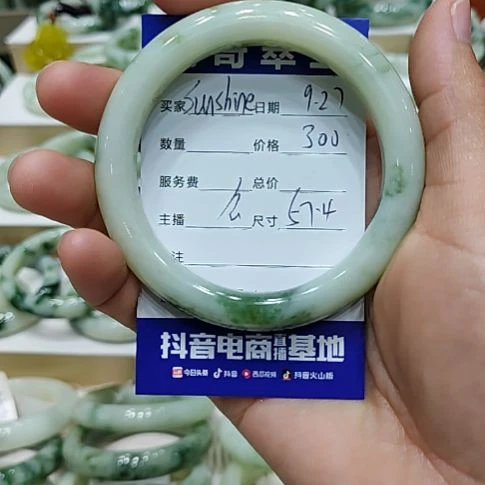 奇翠
买家 Sunshine 日期 9.27
数量 价格 300
服务费 总价
主播 尺寸 57.4
注
抖音电商直播基地
今日头条 抖音 西瓜视频 抖音火山版